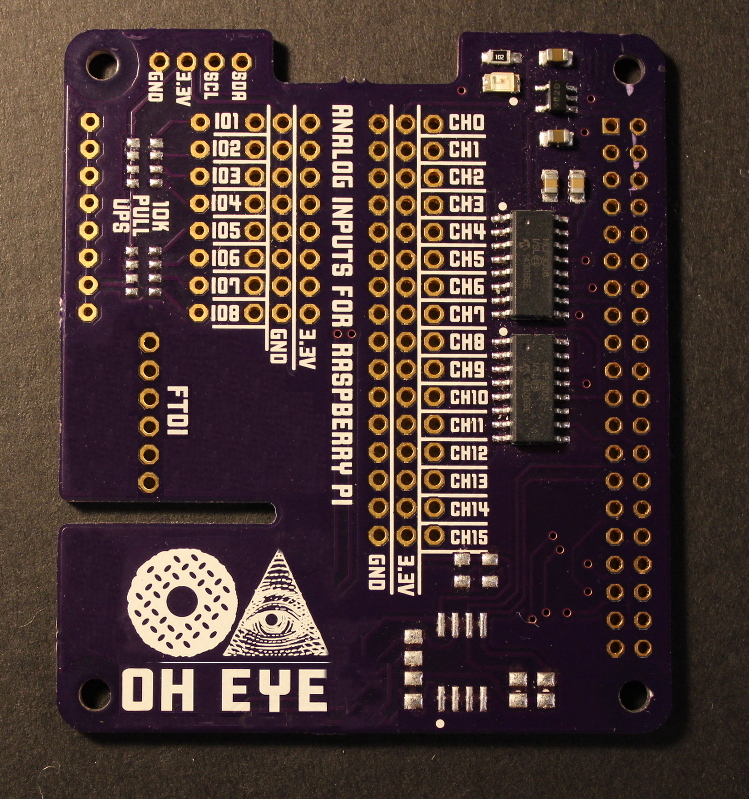 102
GND
3.3V
SCL
SDA
IO1
IO2
IO3
IO4
IO5
IO6
IO7
IO8
10K
PULL
UPS
GND
3.3V
FTDI
ANALOG INPUTS FOR RASPBERRY PI
CH0
CH1
CH2
CH3
CH4
CH5
CH6
CH7
CH8
CH9
CH10
CH11
CH12
CH13
CH14
CH15
GND
3.3V
OH EYE